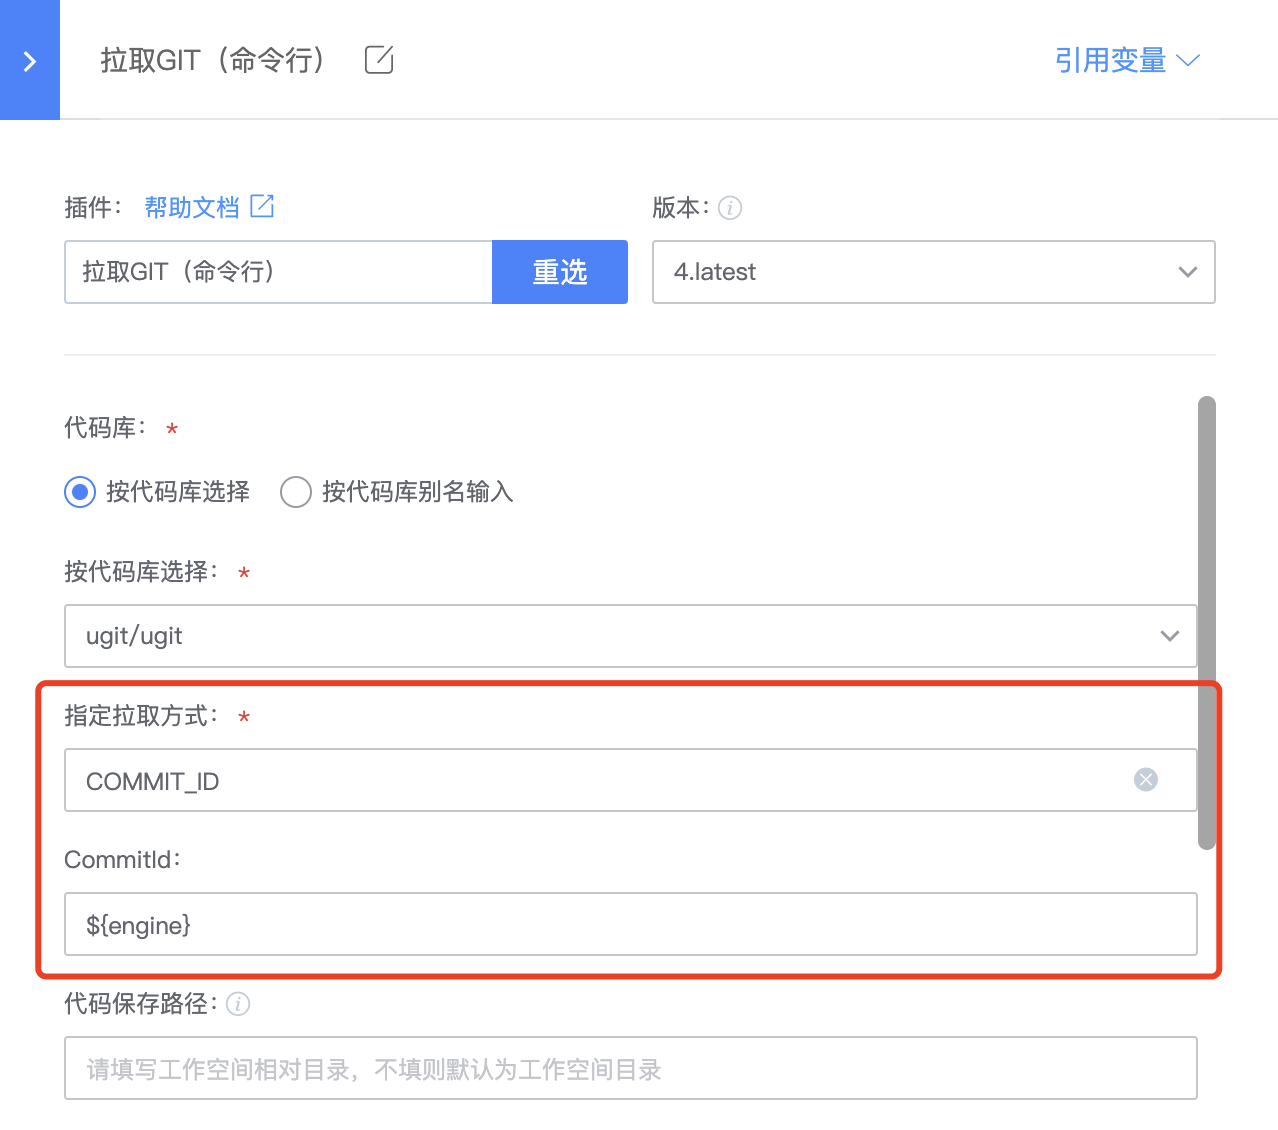 拉取GIT（命令行）
引用变量
插件： 帮助文档
版本：
拉取GIT（命令行）
重选
4.latest
代码库： *
按代码库选择
按代码库别名输入
按代码库选择： *
ugit/ugit
指定拉取方式： *
COMMIT_ID
CommitId：
${engine}
代码保存路径：
请填写工作空间相对目录，不填则默认为工作空间目录